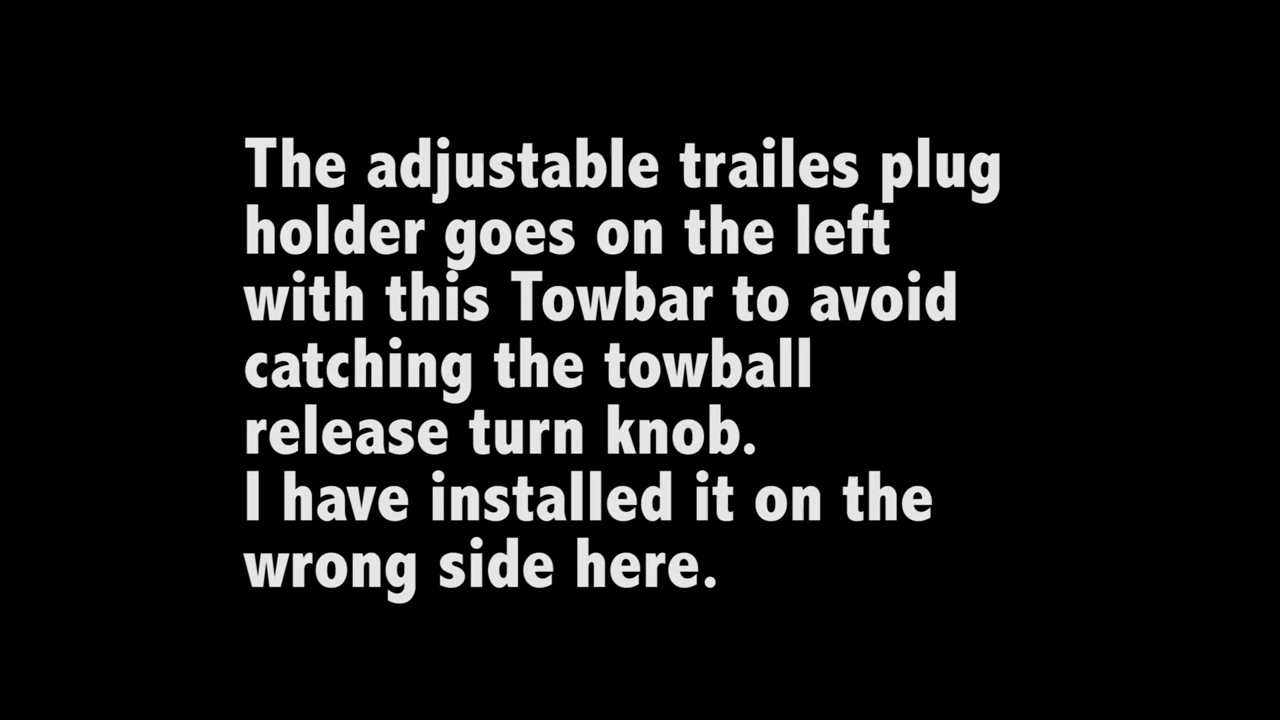 The adjustable trailes plug
holder goes on the left
with this Towbar to avoid
catching the towball
release turn knob.
I have installed it on the
wrong side here.